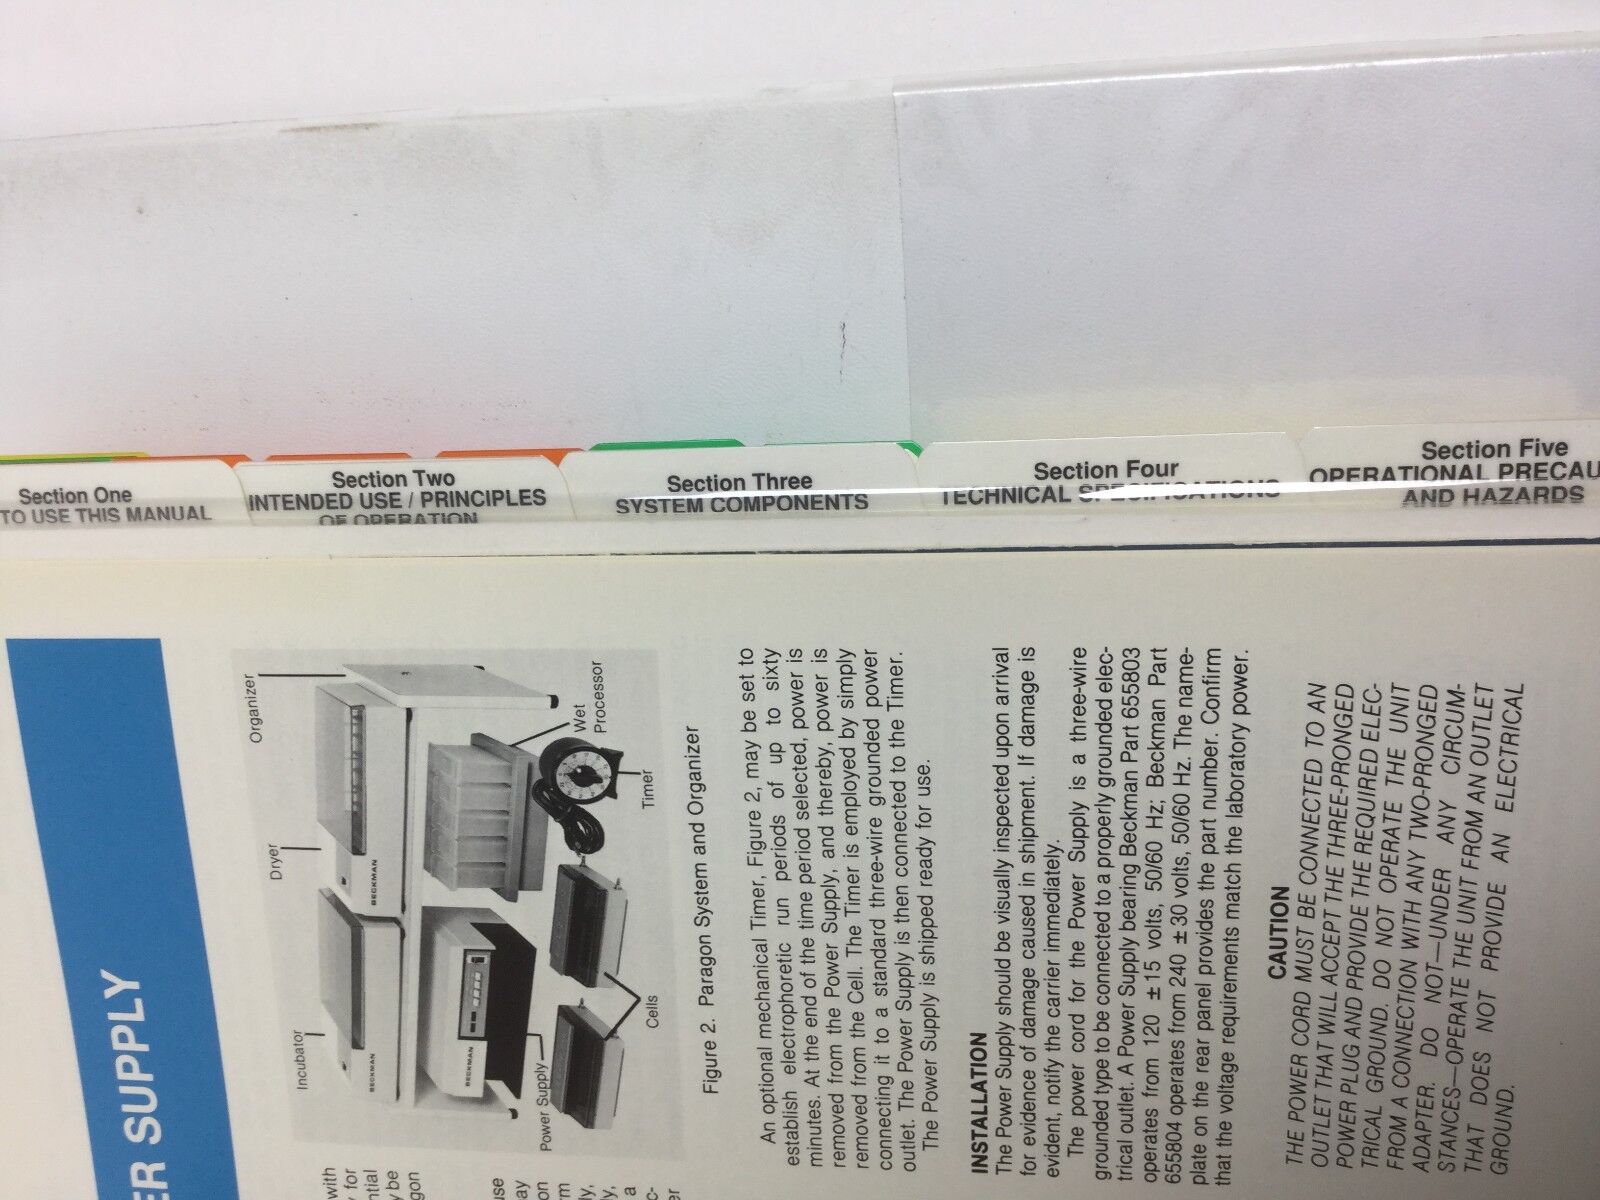 Section One
TO USE THIS MANUAL
Section Two
INTENDED USE / PRINCIPLES
OF OPERATION
Section Three
SYSTEM COMPONENTS
Section Four
TECHNICAL SPECIFICATIONS
Section Five
OPERATIONAL PRECAU
AND HAZARDS
ER SUPPLY
Incubator
Dryer
Organizer
BECKMAN
BECKMAN
BECKMAN
Power Supply
Cells
Timer
Wet
Processor
Figure 2. Paragon System and Organizer
An optional mechanical Timer, Figure 2, may be set to
establish electrophoretic run periods of up to sixty
minutes. At the end of the time period selected, power is
removed from the Power Supply, and thereby, power is
removed from the Cell. The Timer is employed by simply
connecting it to a standard three-wire grounded power
outlet. The Power Supply is then connected to the Timer.
The Power Supply is shipped ready for use.
INSTALLATION
The Power Supply should be visually inspected upon arrival
for evidence of damage caused in shipment. If damage is
evident, notify the carrier immediately.
The power cord for the Power Supply is a three-wire
grounded type to be connected to a properly grounded elec-
trical outlet. A Power Supply bearing Beckman Part 655803
operates from 120 ± 15 volts, 50/60 Hz; Beckman Part
655804 operates from 240 ± 30 volts, 50/60 Hz. The name-
plate on the rear panel provides the part number. Confirm
that the voltage requirements match the laboratory power.
CAUTION
THE POWER CORD MUST BE CONNECTED TO AN
OUTLET THAT WILL ACCEPT THE THREE-PRONGED
POWER PLUG AND PROVIDE THE REQUIRED ELEC-
TRICAL GROUND. DO NOT OPERATE THE UNIT
FROM A CONNECTION WITH ANY TWO-PRONGED
ADAPTER. DO NOT—UNDER ANY CIRCUM-
STANCES—OPERATE THE UNIT FROM AN OUTLET
THAT DOES NOT PROVIDE AN ELECTRICAL
GROUND.